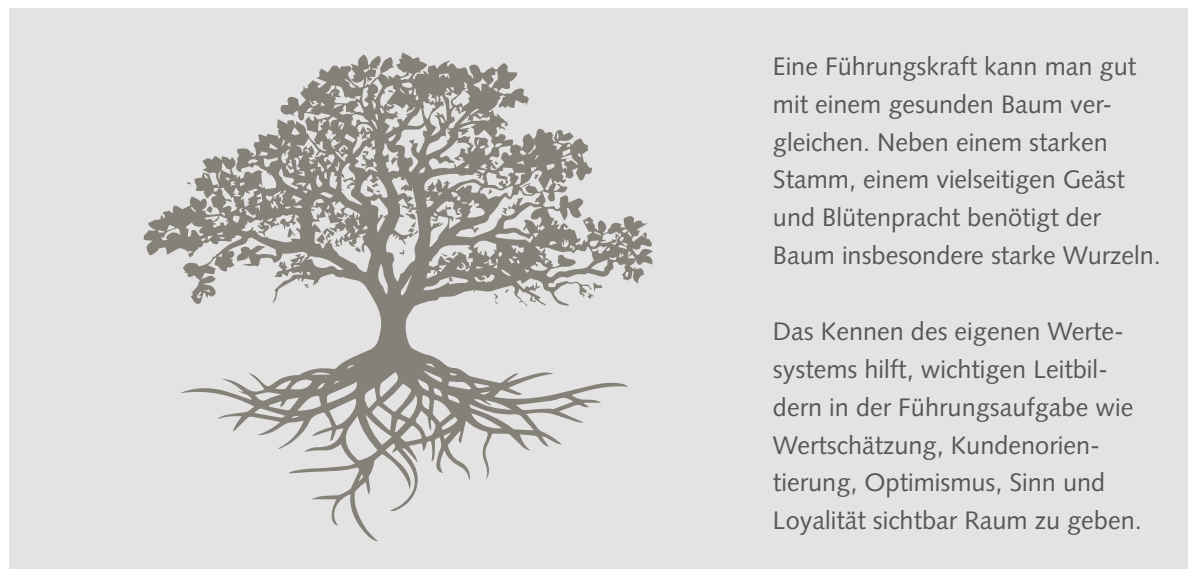 Eine Führungskraft kann man gut
mit einem gesunden Baum ver-
gleichen. Neben einem starken
Stamm, einem vielseitigen Geäst
und Blütenpracht benötigt der
Baum insbesondere starke Wurzeln.
Das Kennen des eigenen Werte-
systems hilft, wichtigen Leitbil-
dern in der Führungsaufgabe wie
Wertschätzung, Kundenorien-
tierung, Optimismus, Sinn und
Loyalität sichtbar Raum zu geben.